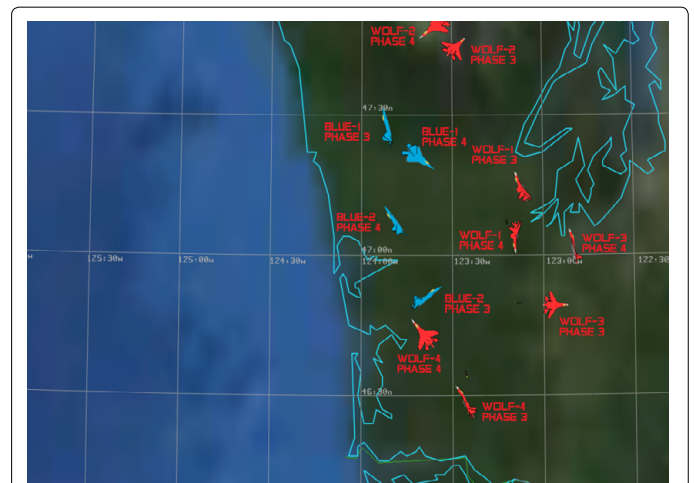 WOLF-2
PHASE 4
WOLF-2
PHASE 3
47:30n
BLUE-1
PHASE 3
BLUE-1
PHASE 4
WOLF-1
PHASE 3
BLUE-2
PHASE 4
WOLF-1
PHASE 4
WOLF-3
PHASE 4
47:00n
w 125:30w 125:00w 124:30w 124:00w 123:30w 123:00w 122:30
BLUE-2
PHASE 3
WOLF-3
PHASE 3
WOLF-4
PHASE 4
46:30n
WOLF-4
PHASE 3